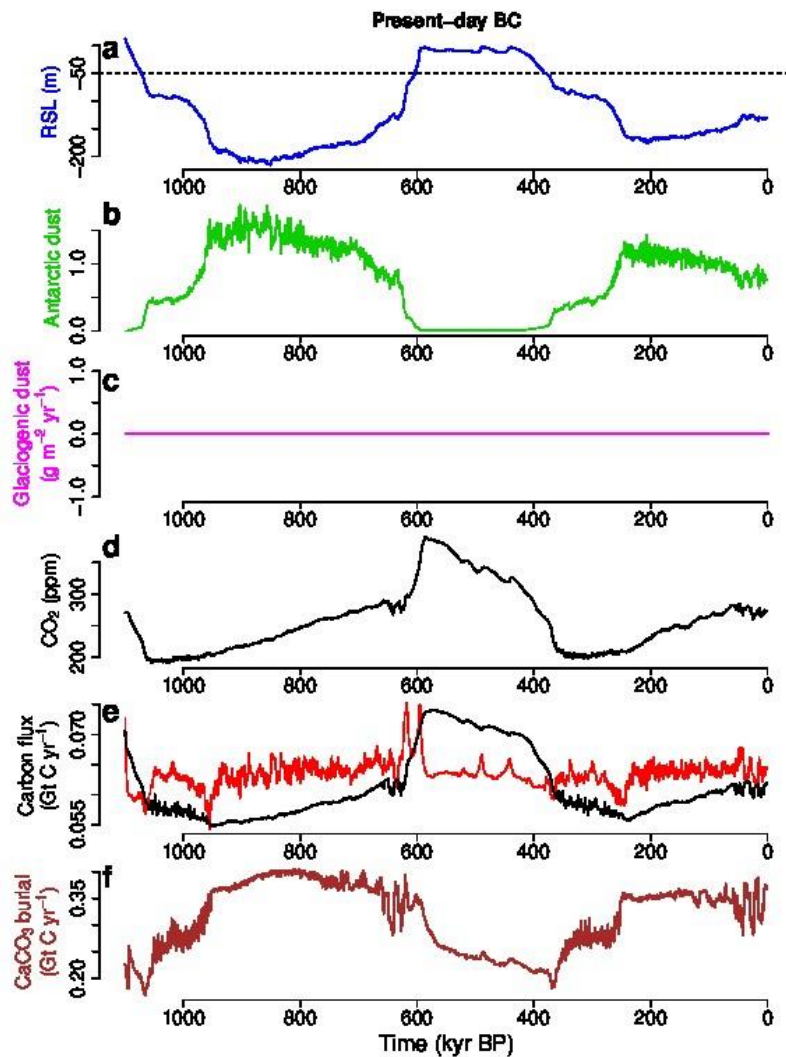 Present-day BC
a
RSL (m)
-50
-200
1000 800 600 400 200 0
b
Antarctic dust
1.0
0.0
1000 800 600 400 200 0
c
Glaciogenic dust
(g m⁻² yr⁻¹)
1.0
0.0
-1.0
1000 800 600 400 200 0
d
CO₂ (ppm)
300
200
1000 800 600 400 200 0
e
Carbon flux
(Gt C yr⁻¹)
0.070
0.055
1000 800 600 400 200 0
f
CaCO₃ burial
(Gt C yr⁻¹)
0.35
0.20
1000 800 600 400 200 0
Time (kyr BP)